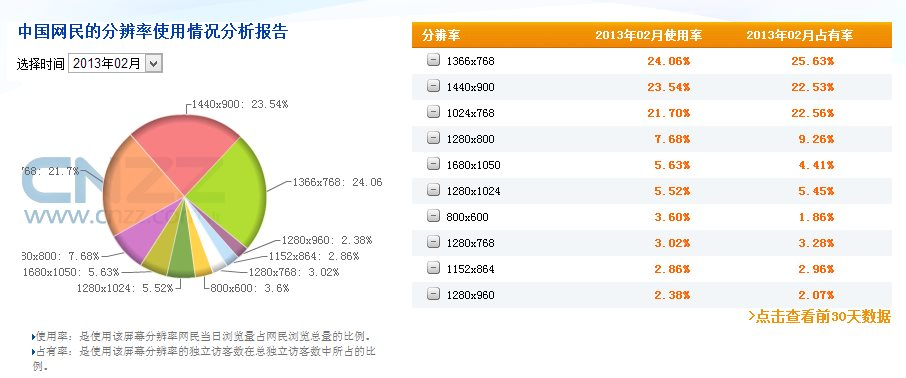 中国网民的分辨率使用情况分析报告
选择时间 2013年02月
1440x900: 23.54%
768: 21.7%
1366x768: 24.06
CNZZ
www.cnzz.com
1280x960: 2.38%
80x800: 7.68%
1152x864: 2.86%
1680x1050: 5.63%
1280x768: 3.02%
1280x1024: 5.52%
800x600: 3.6%
使用率: 是使用该屏幕分辨率网民当日浏览量占网民浏览总量的比例。
占有率: 是使用该屏幕分辨率的独立访客数在总独立访客数中所占的比
例。
分辨率 2013年02月使用率 2013年02月占有率
1366x768 24.06% 25.63%
1440x900 23.54% 22.53%
1024x768 21.70% 22.56%
1280x800 7.68% 9.26%
1680x1050 5.63% 4.41%
1280x1024 5.52% 5.45%
800x600 3.60% 1.86%
1280x768 3.02% 3.28%
1152x864 2.86% 2.96%
1280x960 2.38% 2.07%
点击查看前30天数据